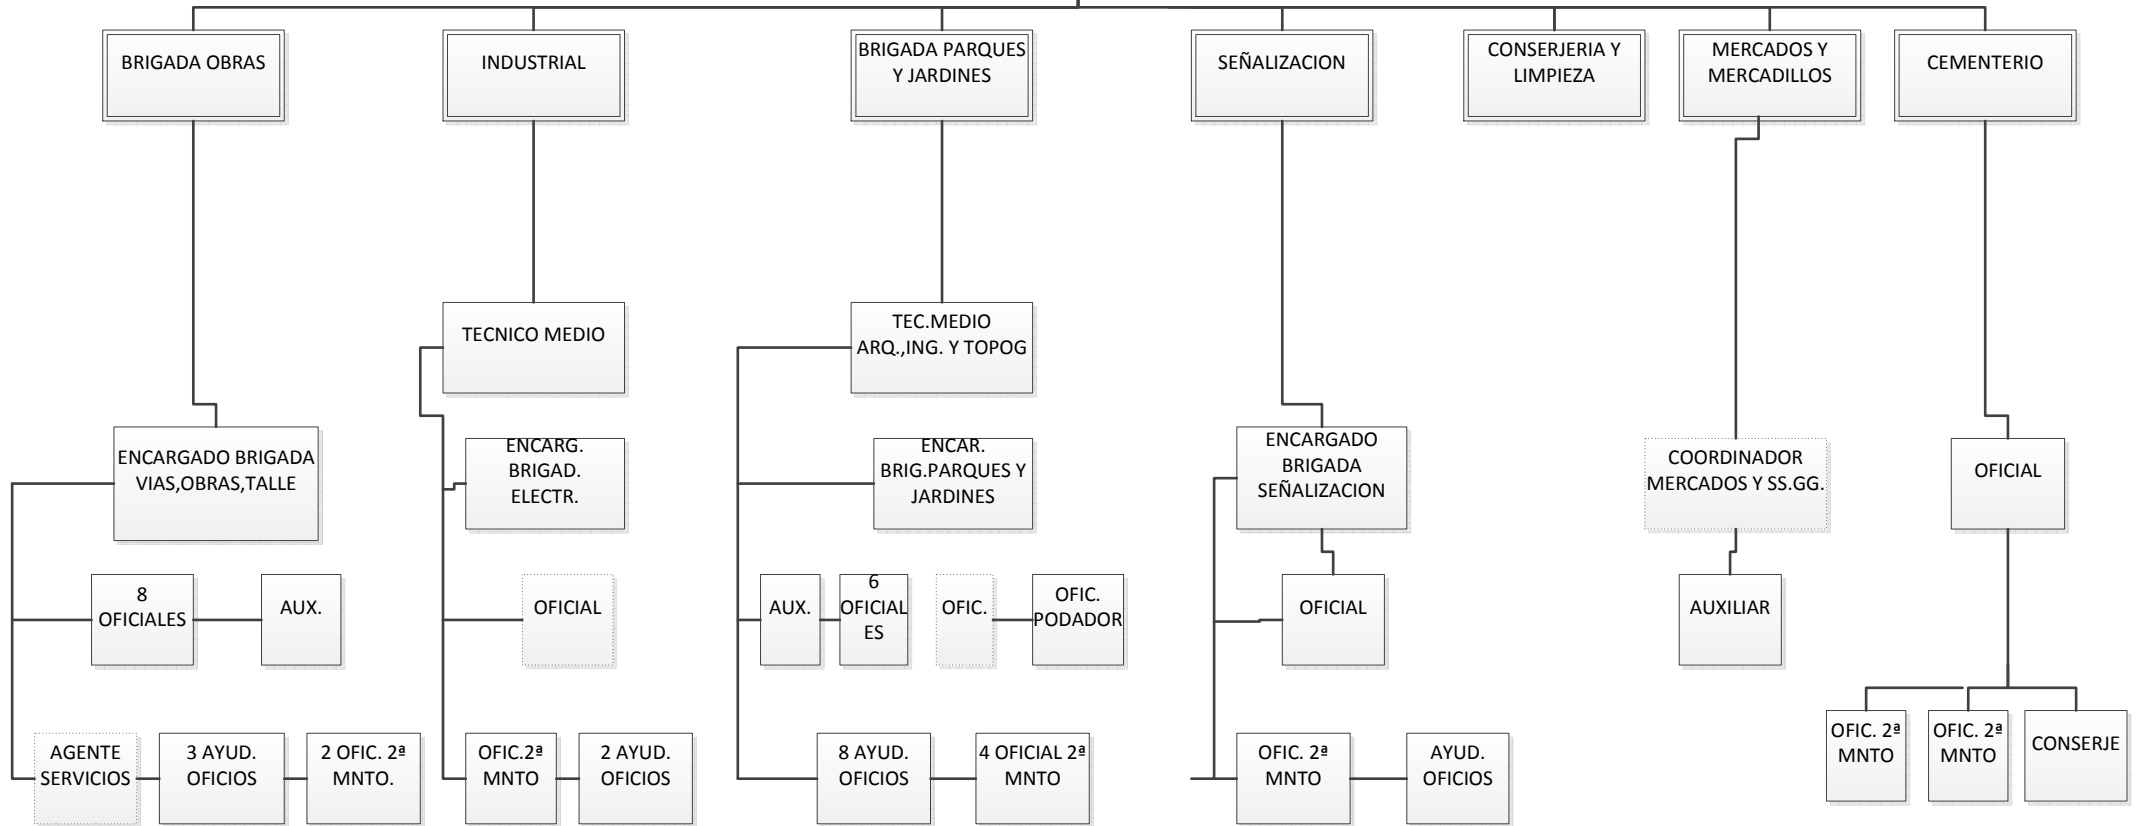 BRIGADA OBRAS
INDUSTRIAL
BRIGADA PARQUES
Y JARDINES
SEÑALIZACION
CONSERJERIA Y
LIMPIEZA
MERCADOS Y
MERCADILLOS
CEMENTERIO
TECNICO MEDIO
TEC.MEDIO
ARQ.,ING. Y TOPOG
ENCARGADO BRIGADA
VIAS,OBRAS,TALLE
ENCARG.
BRIGAD.
ELECTR.
ENCAR.
BRIG.PARQUES Y
JARDINES
ENCARGADO
BRIGADA
SEÑALIZACION
COORDINADOR
MERCADOS Y SS.GG.
OFICIAL
8
OFICIALES
AUX.
OFICIAL
AUX.
6
OFICIAL
ES
OFIC.
OFIC.
PODADOR
OFICIAL
AUXILIAR
AGENTE
SERVICIOS
3 AYUD.
OFICIOS
2 OFIC. 2ª
MNTO.
OFIC.2ª
MNTO
2 AYUD.
OFICIOS
8 AYUD.
OFICIOS
4 OFICIAL 2ª
MNTO
OFIC. 2ª
MNTO
AYUD.
OFICIOS
OFIC. 2ª
MNTO
OFIC. 2ª
MNTO
CONSERJE